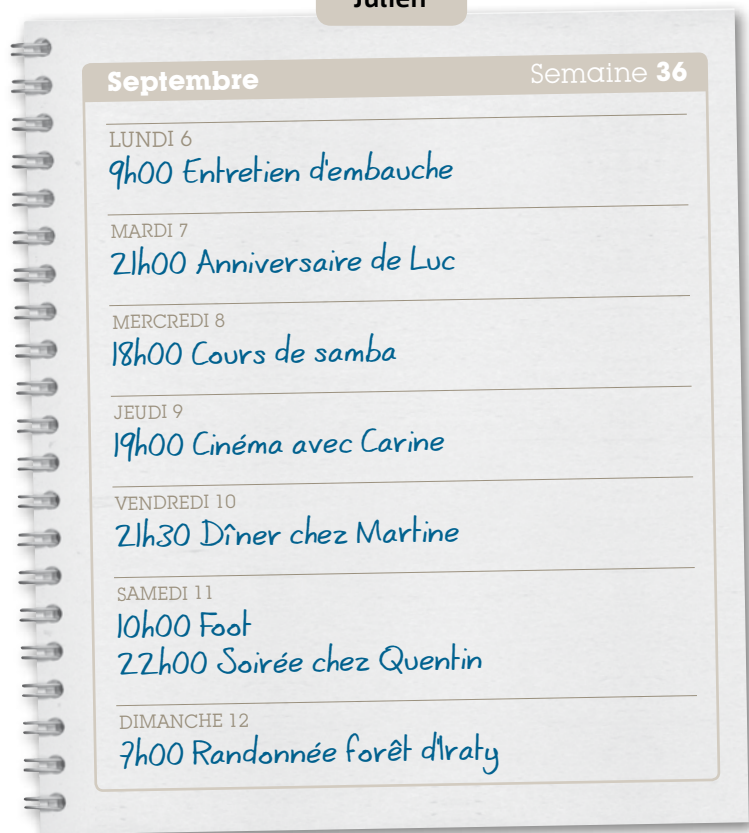 Julien
Septembre
Semaine 36
LUNDI 6
9h00 Entretien d'embauche
MARDI 7
21h00 Anniversaire de Luc
MERCREDI 8
18h00 Cours de samba
JEUDI 9
19h00 Cinéma avec Carine
VENDREDI 10
21h30 Dîner chez Martine
SAMEDI 11
10h00 Foot
22h00 Soirée chez Quentin
DIMANCHE 12
7h00 Randonnée forêt d'Iraty